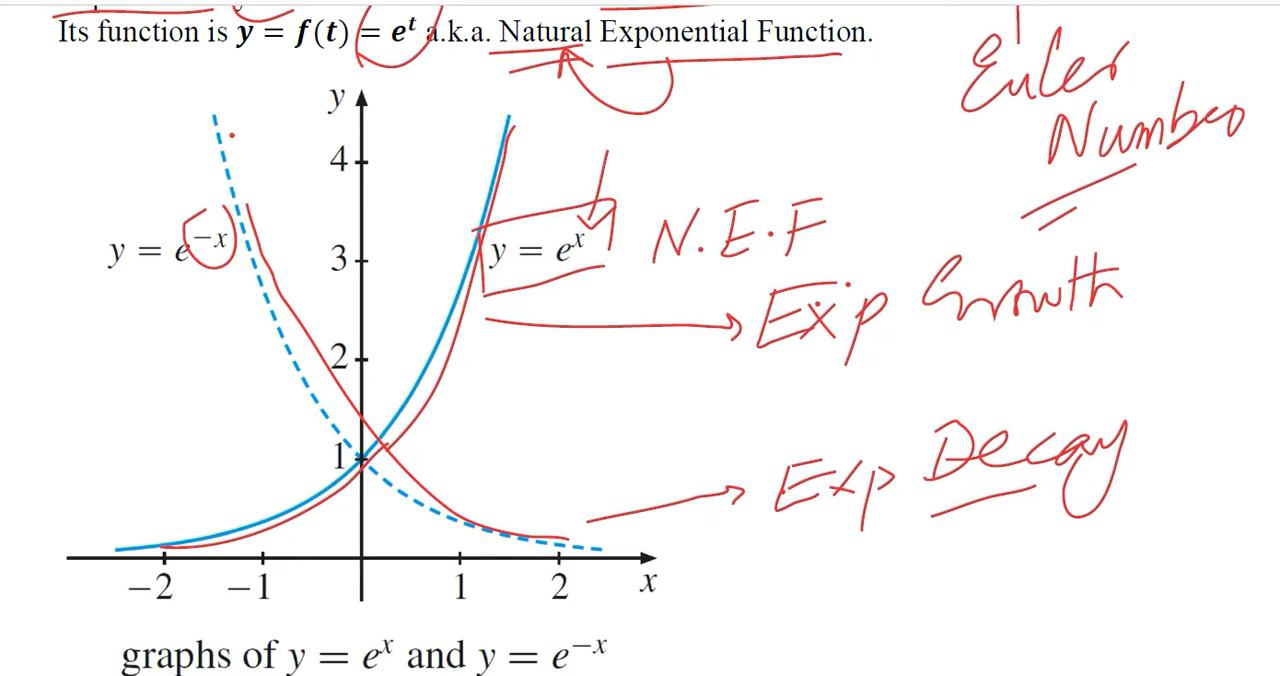 Its function is y = f(t) = e^t a.k.a. Natural Exponential Function.
Euler
Number
y
4
y = e^−x
3
y = e^x
N.E.F
Exp Growth
2
1
Exp Decay
−2 −1 1 2 x
graphs of y = e^x and y = e^−x